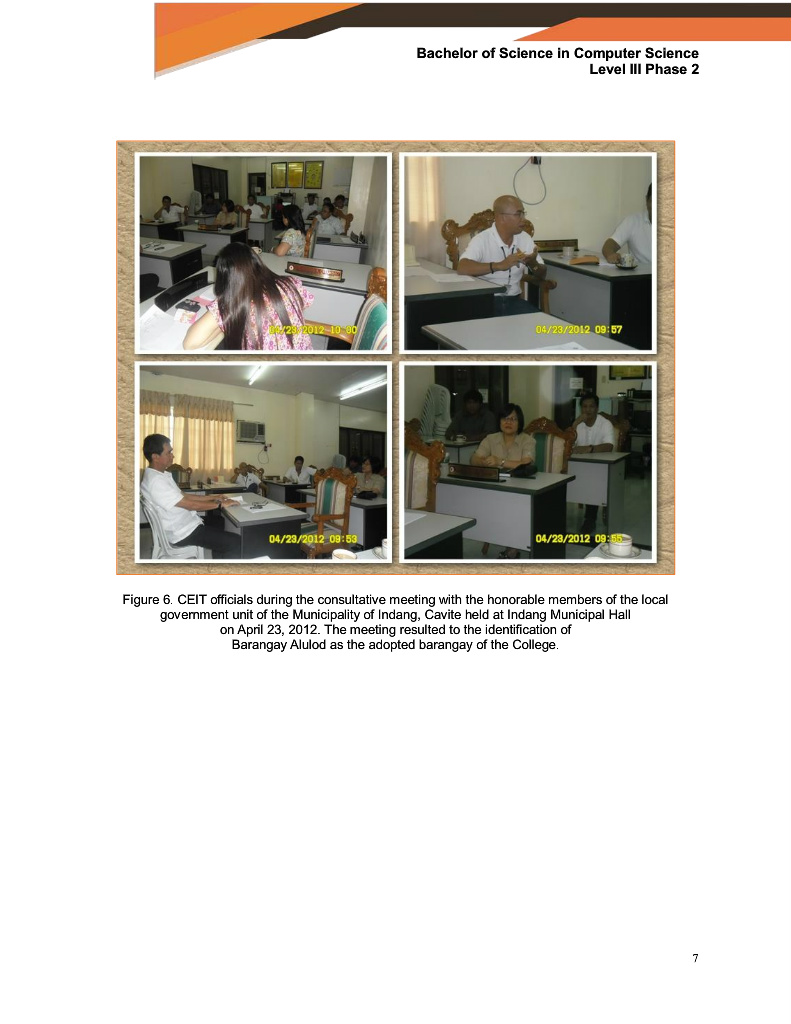 Bachelor of Science in Computer Science
Level III Phase 2
04/23/2012 10:00
04/23/2012 09:57
04/23/2012 09:53
04/23/2012 09:55
Figure 6. CEIT officials during the consultative meeting with the honorable members of the local
government unit of the Municipality of Indang, Cavite held at Indang Municipal Hall
on April 23, 2012. The meeting resulted to the identification of
Barangay Alulod as the adopted barangay of the College.
7